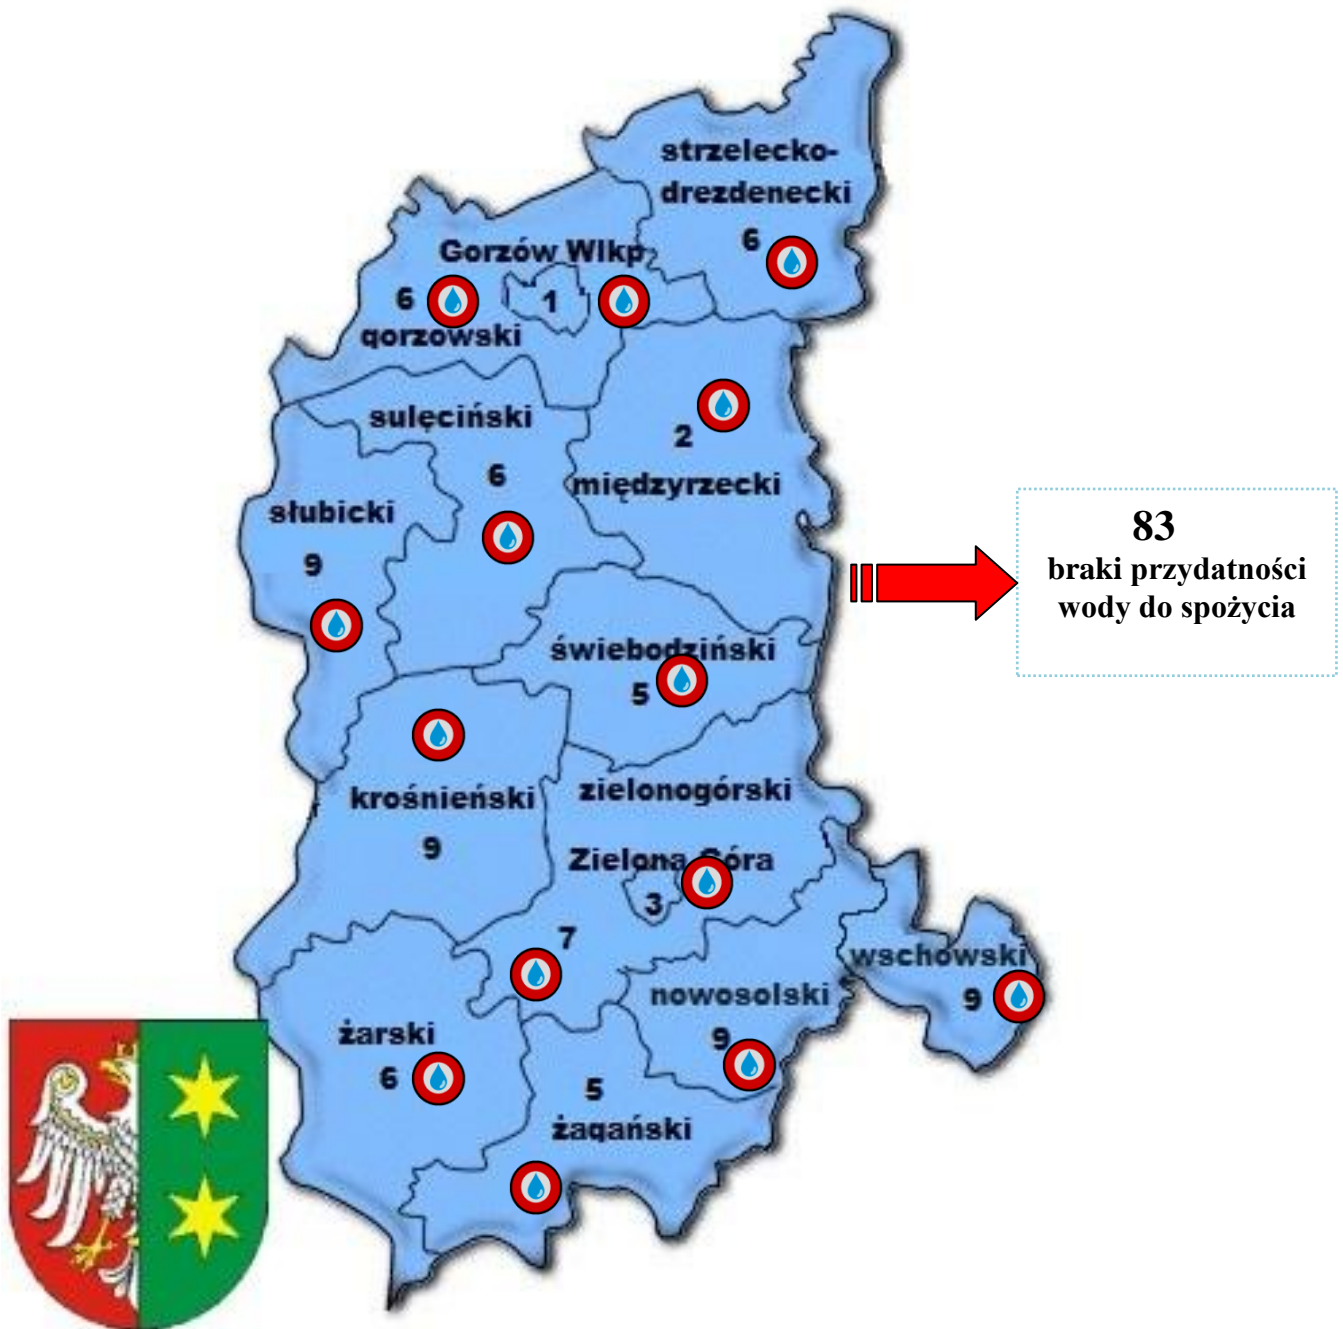 strzelecko-
drezdenecki
6
Gorzów Wlkp
6
1
gorzowski
sulęciński
6
2
międzyrzecki
słubicki
9
83
braki przydatności
wody do spożycia
świebodziński
5
krośnieński
9
zielonogórski
Zielona Góra
3
7
wschowski
9
nowosolski
9
żarski
6
5
żagański